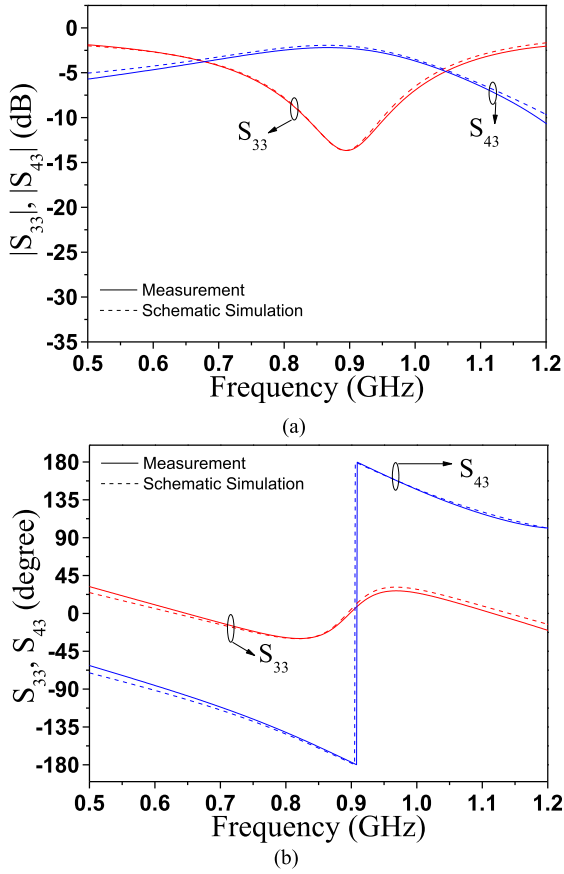 0
-5
-10
-15
-20
-25
-30
-35
|S33|, |S43| (dB)
S33
S43
Measurement
Schematic Simulation
0.5 0.6 0.7 0.8 0.9 1.0 1.1 1.2
Frequency (GHz)
(a)
180
135
90
45
0
-45
-90
-135
-180
S33, S43 (degree)
Measurement
Schematic Simulation
S43
S33
0.5 0.6 0.7 0.8 0.9 1.0 1.1 1.2
Frequency (GHz)
(b)